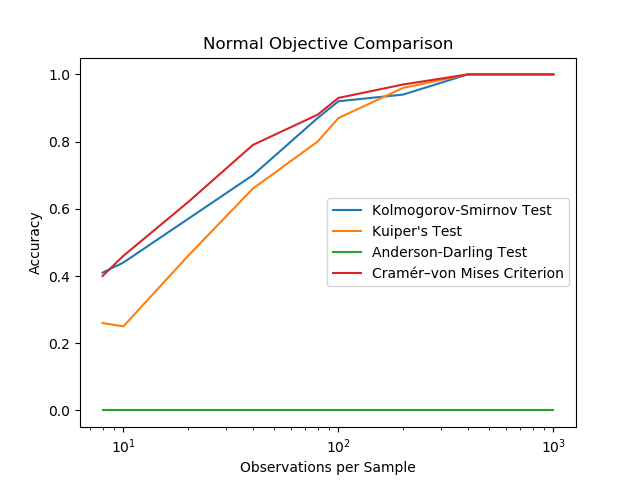 Normal Objective Comparison
1.0
0.8
0.6
0.4
0.2
0.0
Accuracy
Kolmogorov-Smirnov Test
Kuiper's Test
Anderson-Darling Test
Cramér–von Mises Criterion
10¹ 10² 10³
Observations per Sample